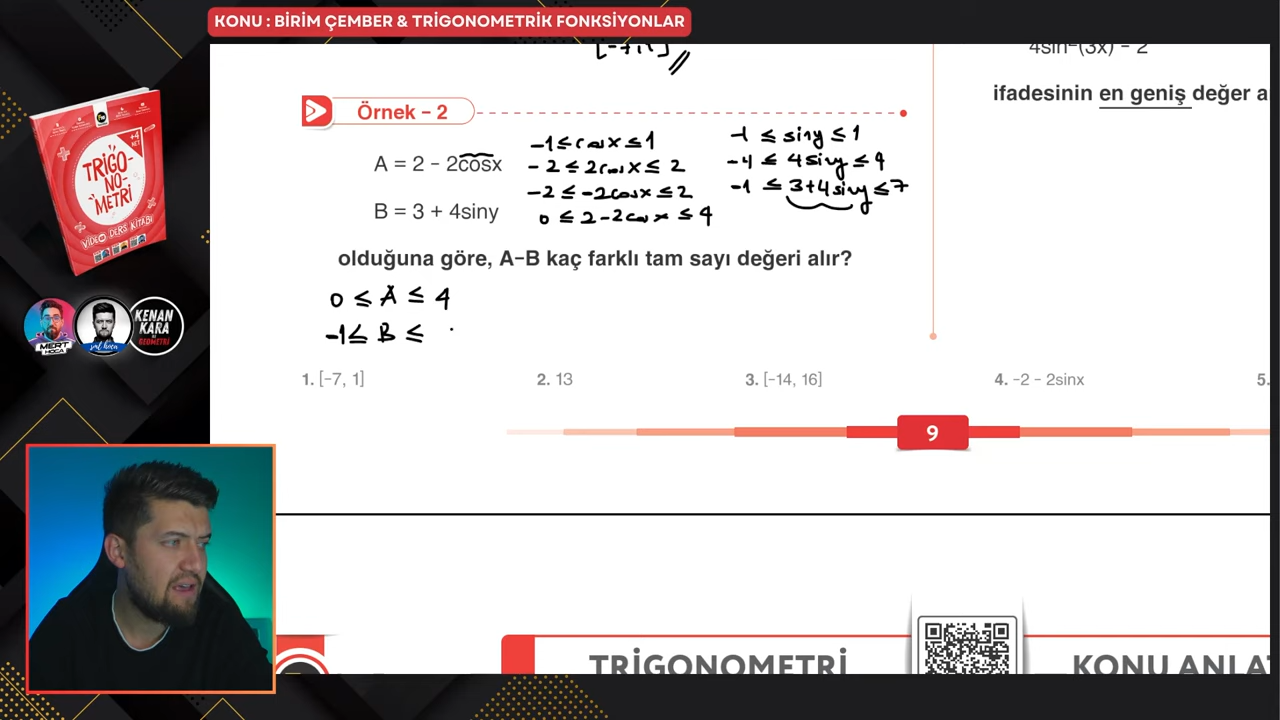 KONU : BİRİM ÇEMBER & TRİGONOMETRİK FONKSİYONLAR
4sin²(3x) – 2
ifadesinin en geniş değer a
Örnek – 2
A = 2 – 2cosx
B = 3 + 4siny
-1 ≤ cosx ≤ 1
-2 ≤ 2cosx ≤ 2
-2 ≤ -2cosx ≤ 2
0 ≤ 2-2cosx ≤ 4
-1 ≤ siny ≤ 1
-4 ≤ 4siny ≤ 4
-1 ≤ 3+4siny ≤ 7
olduğuna göre, A–B kaç farklı tam sayı değeri alır?
0 ≤ A ≤ 4
-1 ≤ B ≤
1. [–7, 1]
2. 13
3. [–14, 16]
4. –2 – 2sinx
5.
9
TRİGONOMETRİ
KONU ANLAT
+4 NET
TRİGO-
NO-
METRİ
VİDEO DERS KİTABI
MERT
HOCA
KENAN
KARA
GEOMETRİ